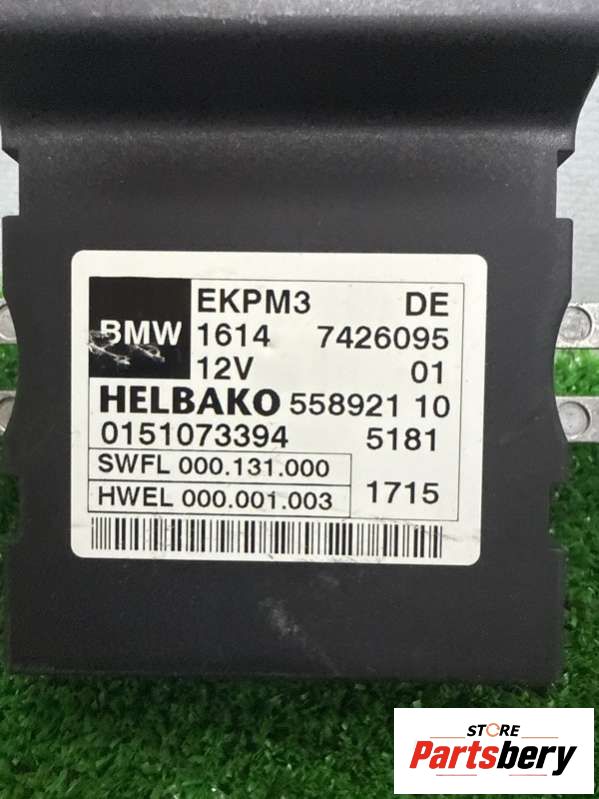 BMW
EKPM3 DE
1614 7426095
12V 01
HELBAKO 558921 10
0151073394 5181
SWFL 000.131.000
HWEL 000.001.003
1715
STORE
Partsbery